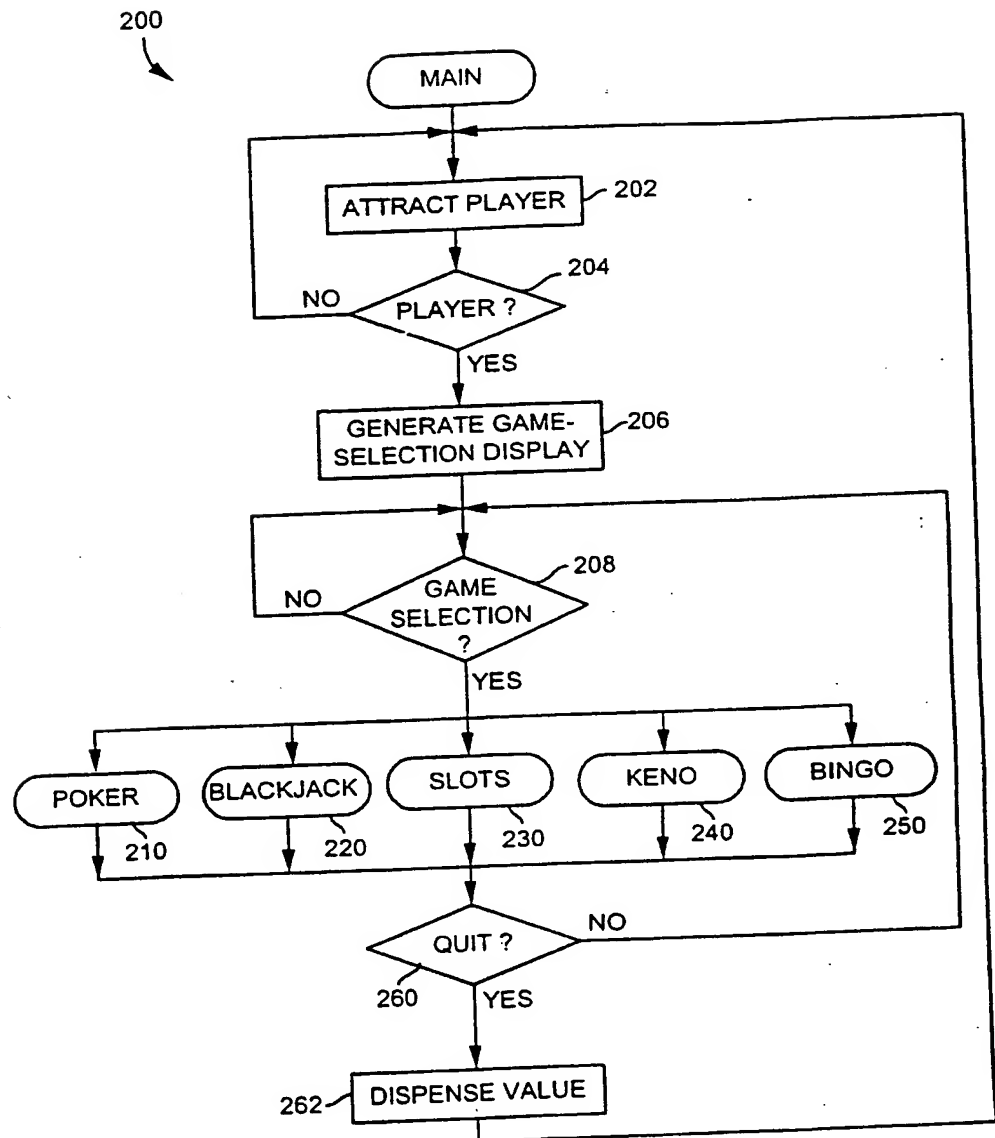 200
MAIN
ATTRACT PLAYER
202
204
NO
PLAYER ?
YES
GENERATE GAME-
SELECTION DISPLAY
206
208
NO
GAME
SELECTION
?
YES
POKER
BLACKJACK
SLOTS
KENO
BINGO
210
220
230
240
250
QUIT ?
NO
260
YES
262
DISPENSE VALUE